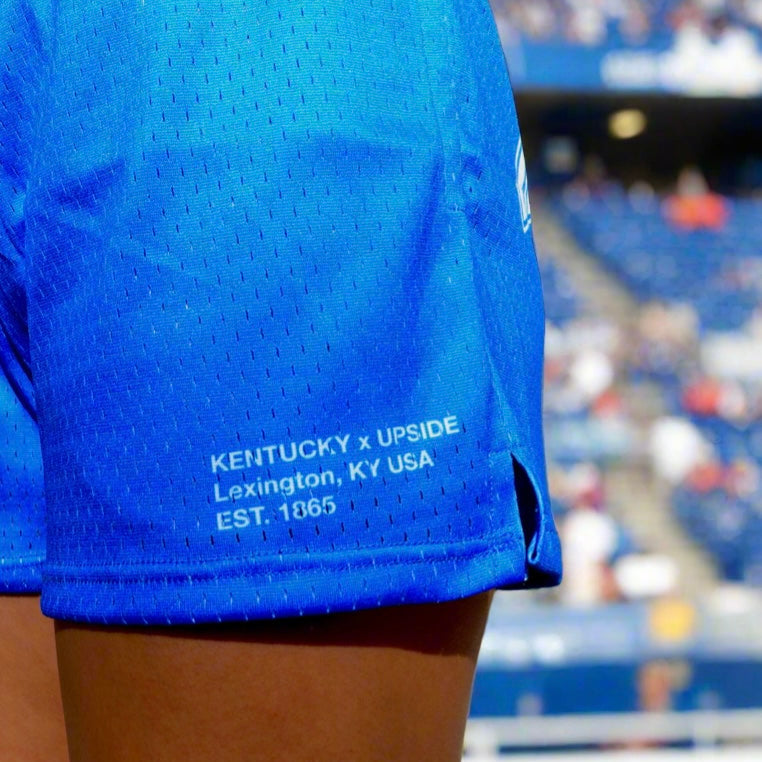 KENTUCKY x UPSIDE
Lexington, KY USA
EST. 1865